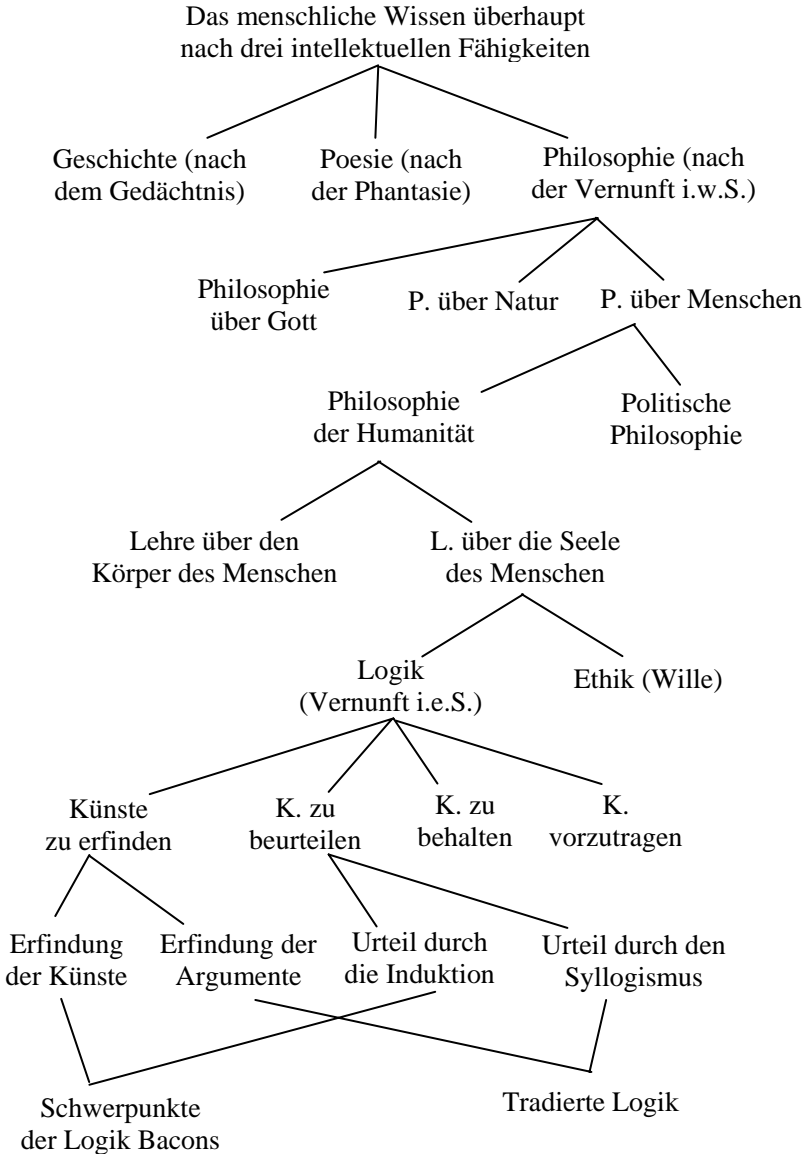 Das menschliche Wissen überhaupt
nach drei intellektuellen Fähigkeiten
Geschichte (nach
dem Gedächtnis)
Poesie (nach
der Phantasie)
Philosophie (nach
der Vernunft i.w.S.)
Philosophie
über Gott
P. über Natur
P. über Menschen
Philosophie
der Humanität
Politische
Philosophie
Lehre über den
Körper des Menschen
L. über die Seele
des Menschen
Logik
(Vernunft i.e.S.)
Ethik (Wille)
Künste
zu erfinden
K. zu
beurteilen
K. zu
behalten
K.
vorzutragen
Erfindung
der Künste
Erfindung der
Argumente
Urteil durch
die Induktion
Urteil durch den
Syllogismus
Schwerpunkte
der Logik Bacons
Tradierte Logik